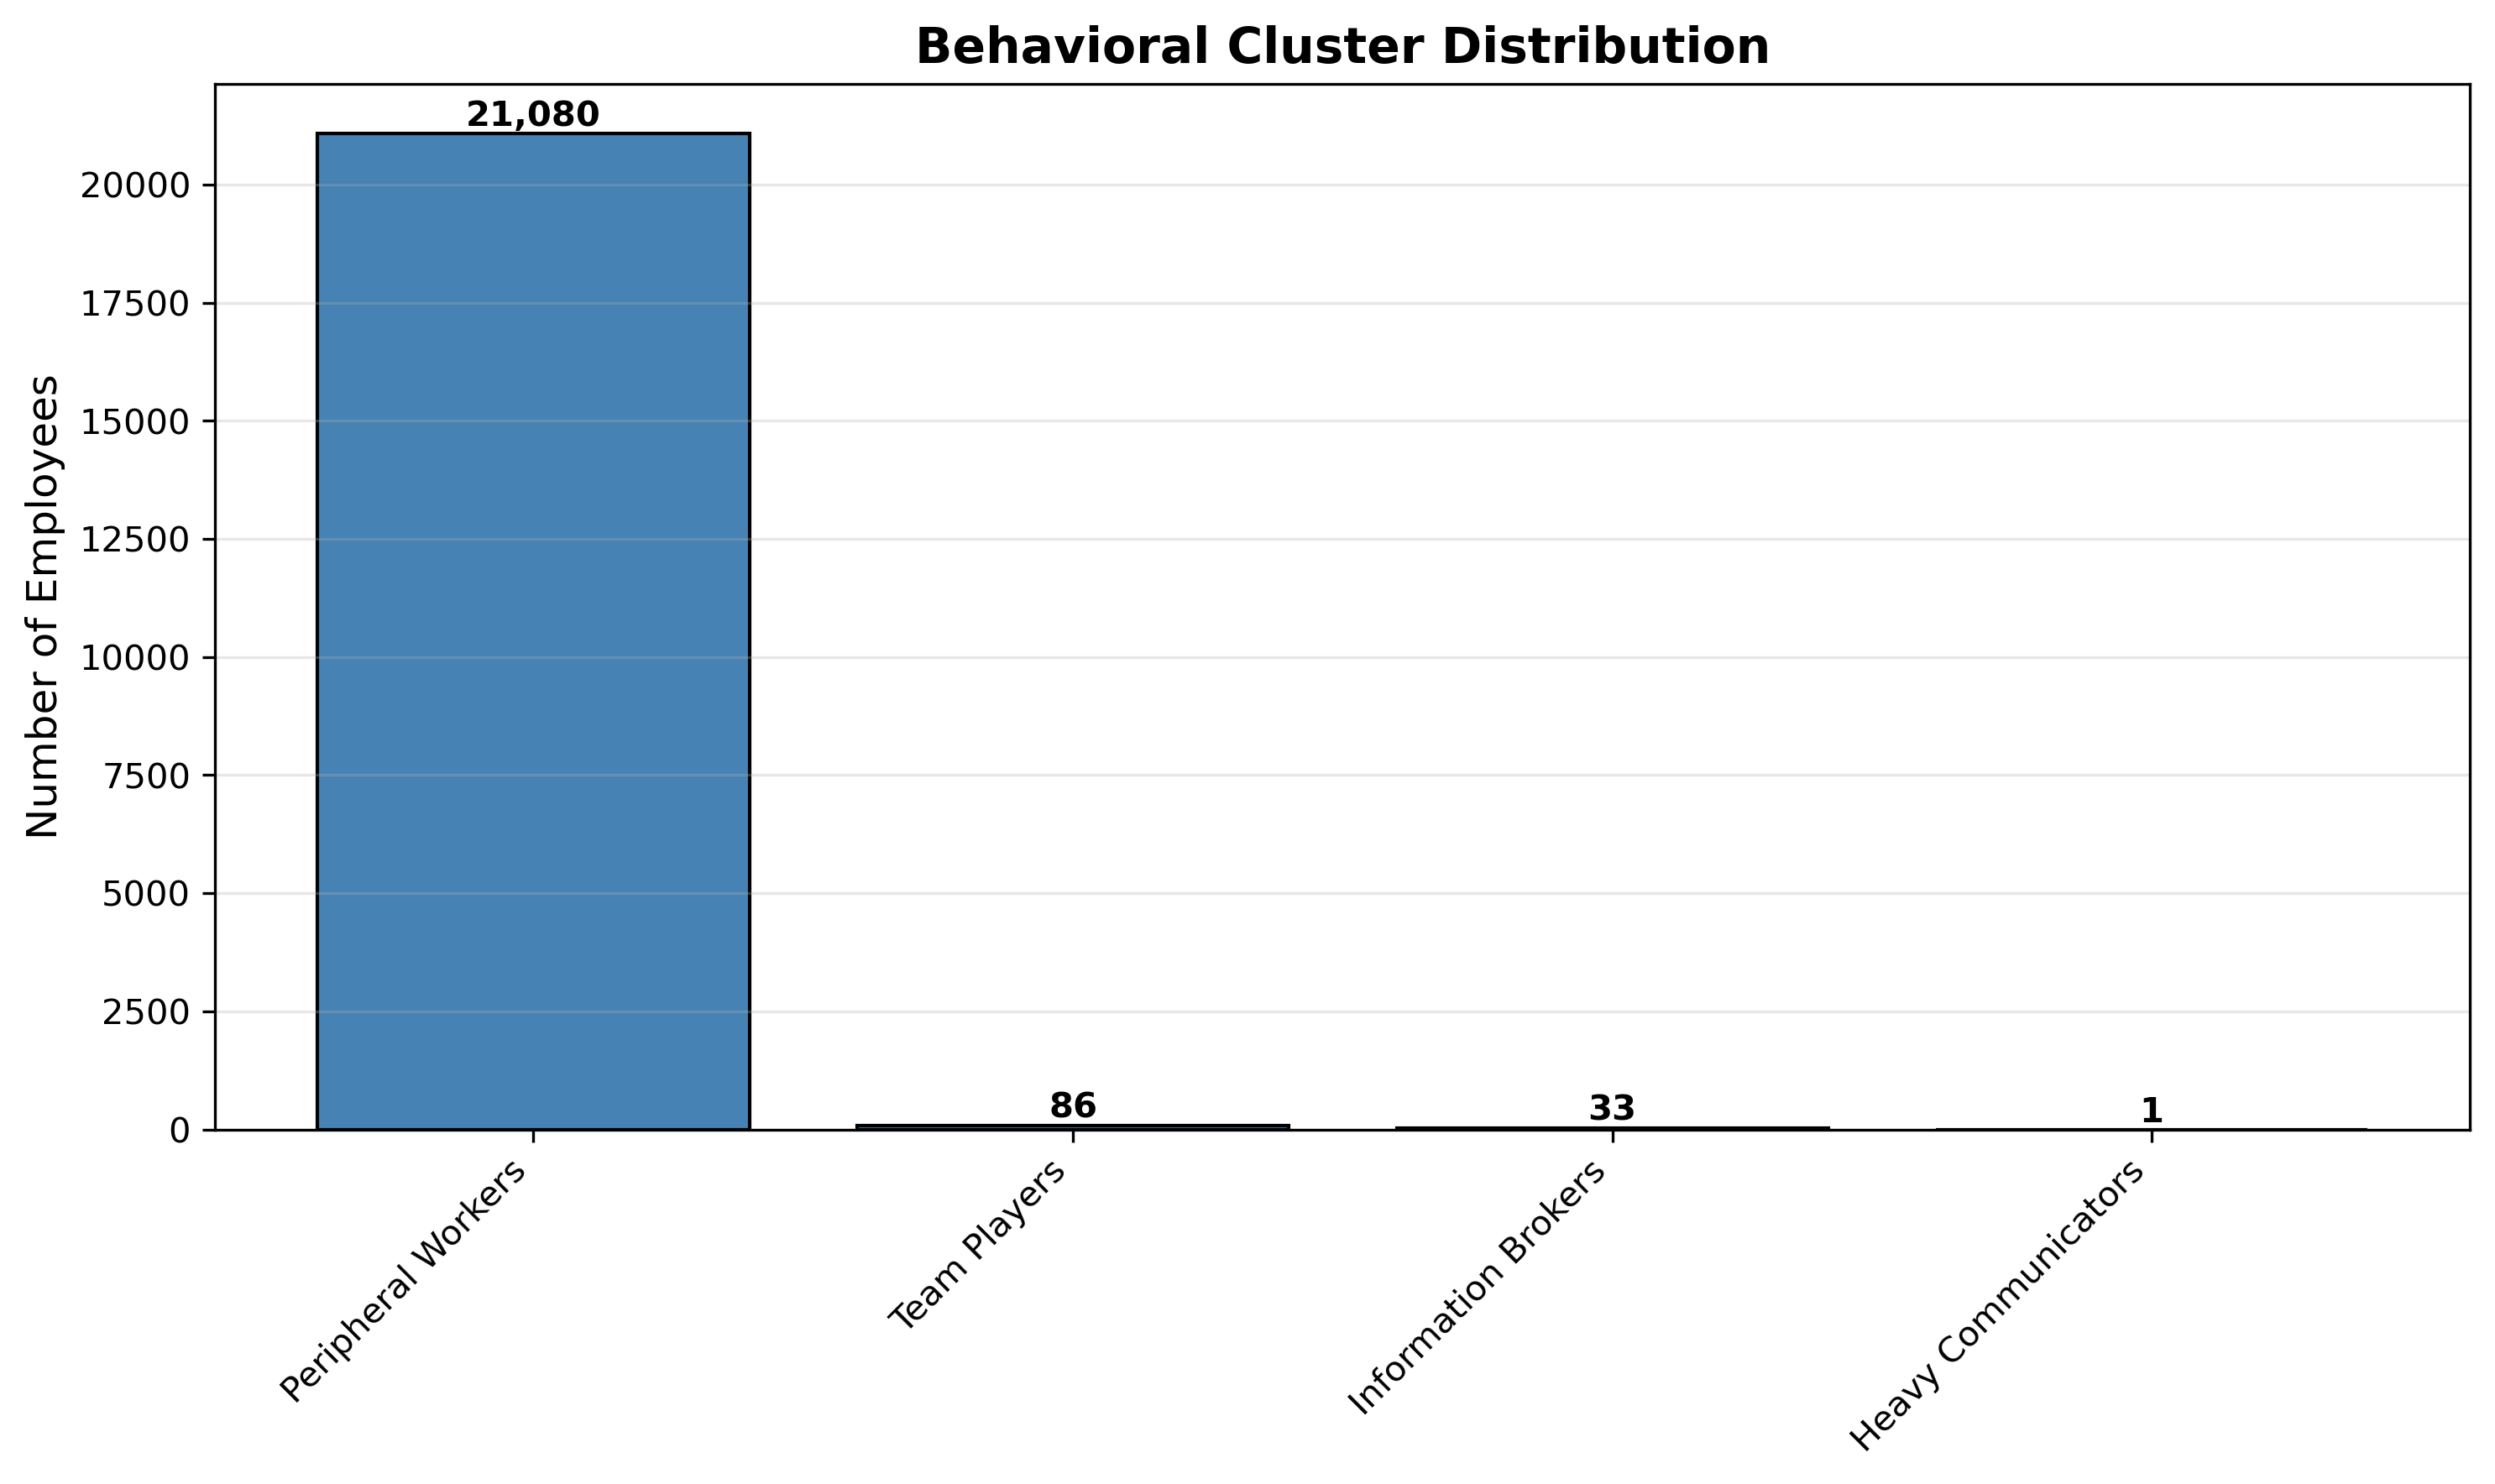 Behavioral Cluster Distribution
Number of Employees
20000
17500
15000
12500
10000
7500
5000
2500
0
21,080
86
33
1
Peripheral Workers
Team Players
Information Brokers
Heavy Communicators